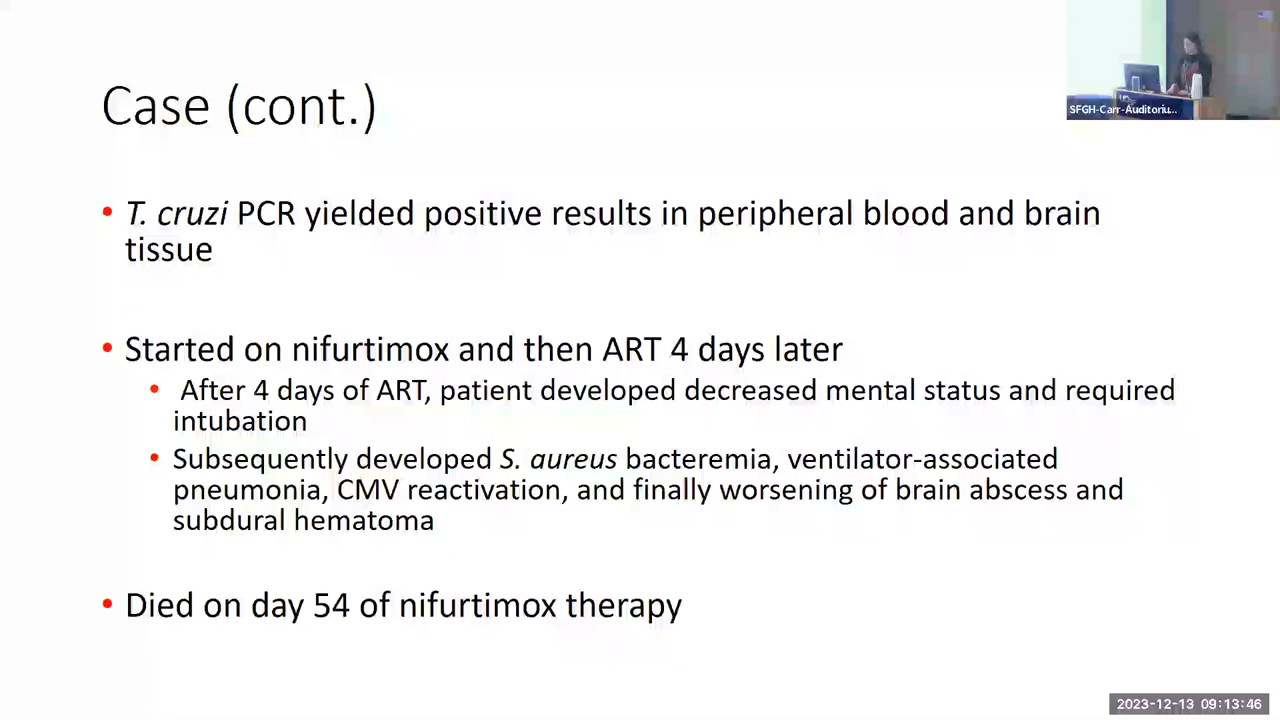 SFGH-Carr-Auditoriu...
Case (cont.)
• T. cruzi PCR yielded positive results in peripheral blood and brain
tissue
• Started on nifurtimox and then ART 4 days later
• After 4 days of ART, patient developed decreased mental status and required
intubation
• Subsequently developed S. aureus bacteremia, ventilator-associated
pneumonia, CMV reactivation, and finally worsening of brain abscess and
subdural hematoma
• Died on day 54 of nifurtimox therapy
2023-12-13 09:13:46